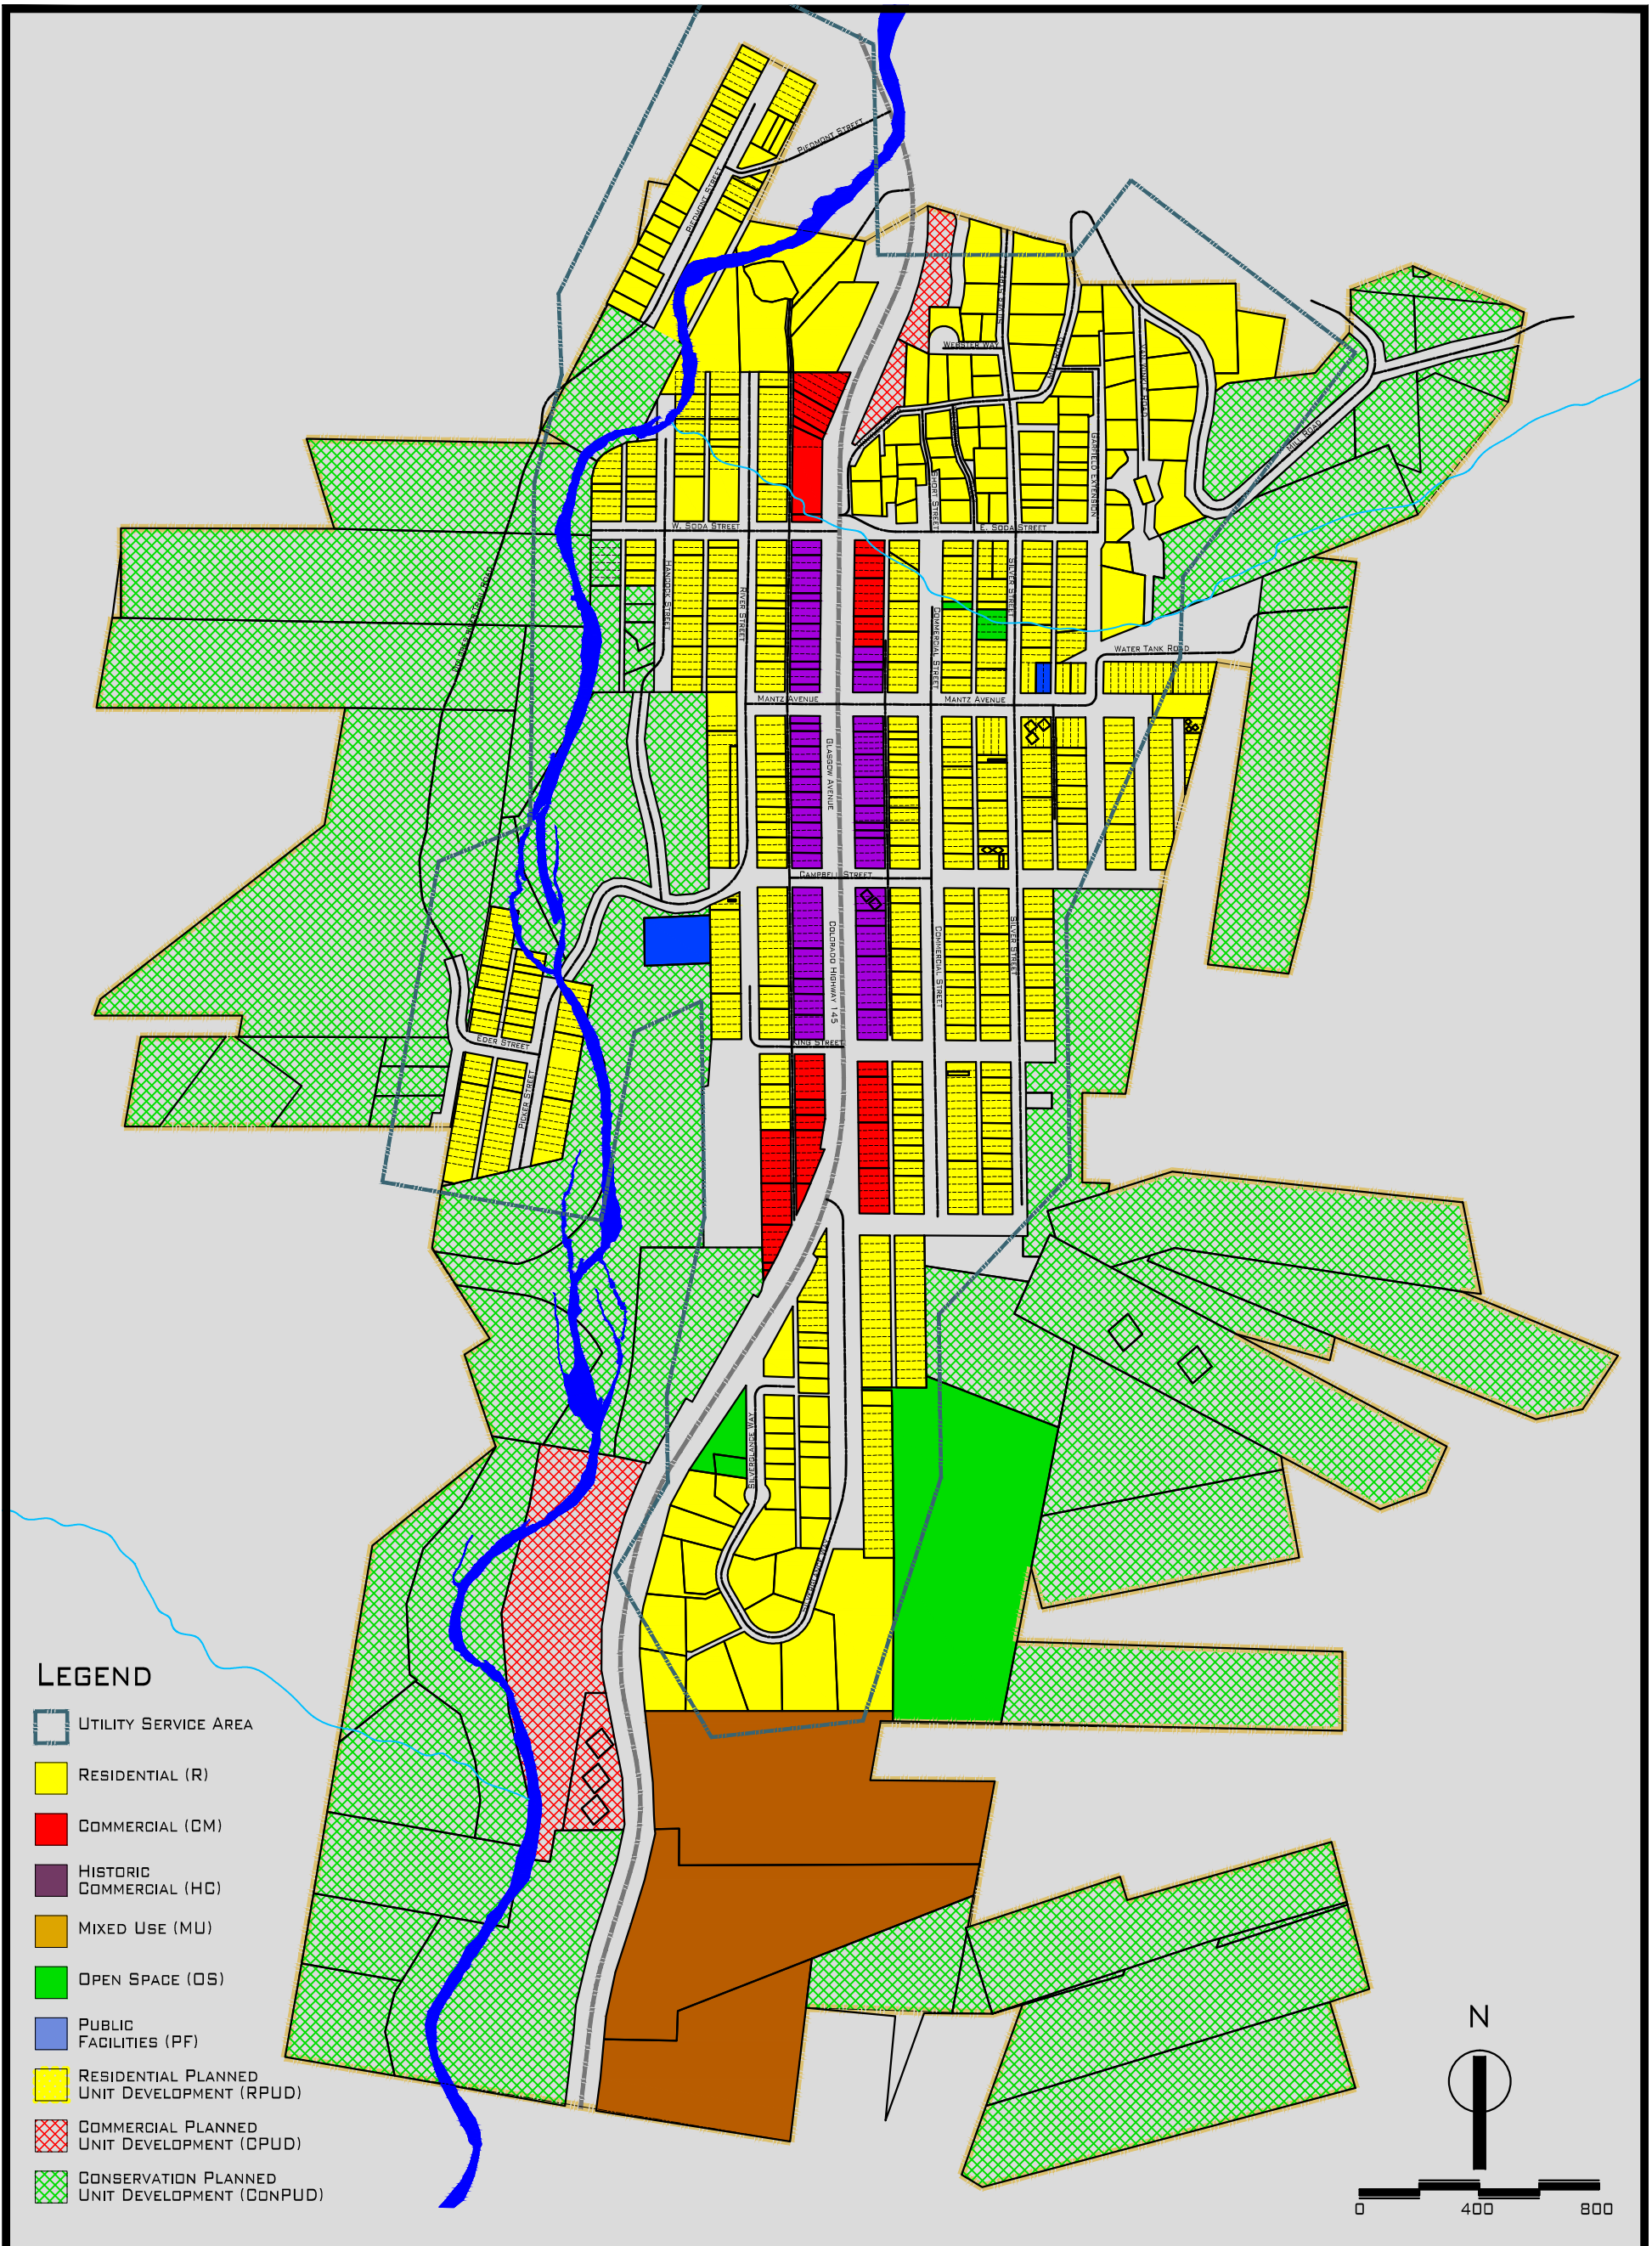 PIEDMONT STREET
PIEDMONT STREET
WEBSTER WAY
MILL ROAD
GARFIELD EXTENSION
SHORT STREET
W. SODA STREET
E. SODA STREET
HANCOCK STREET
RIVER STREET
COMMERCIAL STREET
SILVER STREET
WATER TANK ROAD
MANTZ AVENUE
MANTZ AVENUE
GLASGOW AVENUE
CAMPBELL STREET
COLORADO HIGHWAY 145
COMMERCIAL STREET
SILVER STREET
KING STREET
EDER STREET
PICKER STREET
SILVERGLANCE WAY
SILVERGLANCE WAY
LEGEND
UTILITY SERVICE AREA
RESIDENTIAL (R)
COMMERCIAL (CM)
HISTORIC
COMMERCIAL (HC)
MIXED USE (MU)
OPEN SPACE (OS)
PUBLIC
FACILITIES (PF)
RESIDENTIAL PLANNED
UNIT DEVELOPMENT (RPUD)
COMMERCIAL PLANNED
UNIT DEVELOPMENT (CPUD)
CONSERVATION PLANNED
UNIT DEVELOPMENT (CONPUD)
N
0 400 800